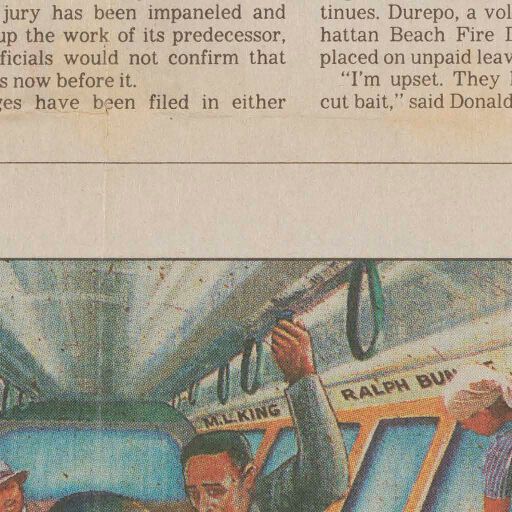 jury has been impaneled and
up the work of its predecessor,
ficials would not confirm that
s now before it.
ges have been filed in either
tinues. Durepo, a vol
hattan Beach Fire
placed on unpaid leav
"I'm upset. They
cut bait," said Donald
M.L.KING
RALPH BUN